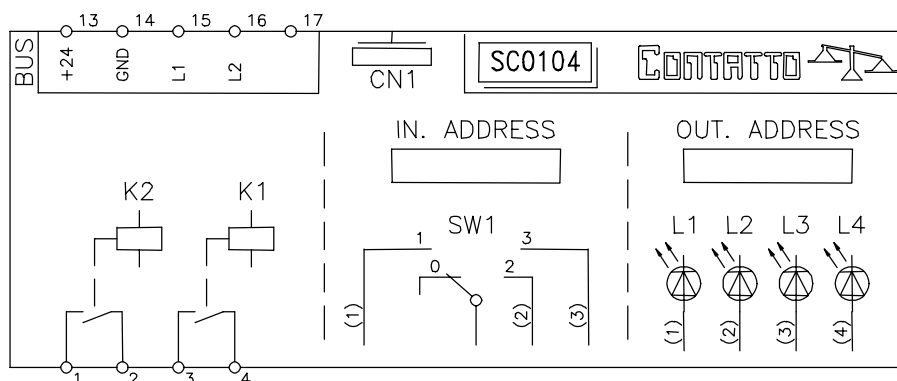 13 14 15 16 17
BUS +24 GND L1 L2 CN1 SC0104 CONTATTO
IN. ADDRESS OUT. ADDRESS
K2 K1 SW1 L1 L2 L3 L4
1 3
0 2
(1) (2) (3) (1) (2) (3) (4)
1 2 3 4